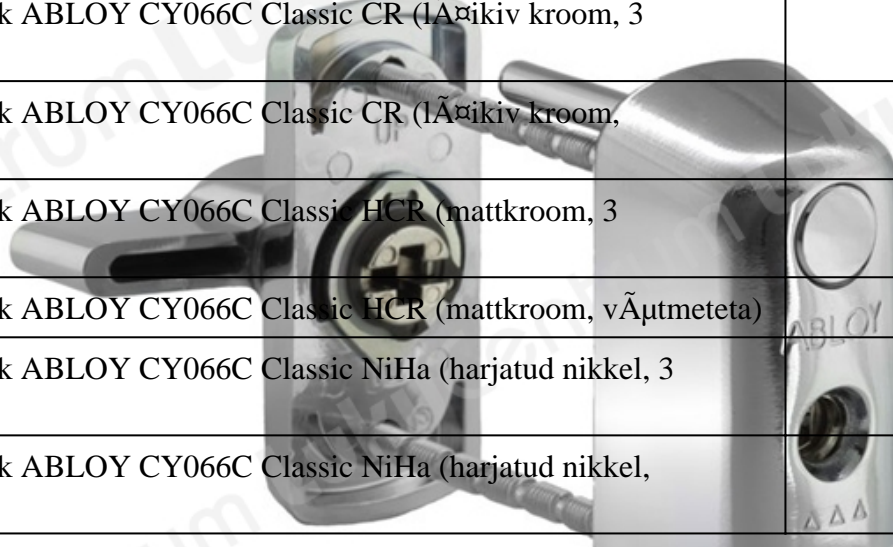 k ABLOY CY066C Classic CR (lÃ¤ikiv kroom, 3
k ABLOY CY066C Classic CR (lÃ¤ikiv kroom,
UP
k ABLOY CY066C Classic HCR (mattkroom, 3
k ABLOY CY066C Classic HCR (mattkroom, vÃµtmeteta)
ABLOY
k ABLOY CY066C Classic NiHa (harjatud nikkel, 3
k ABLOY CY066C Classic NiHa (harjatud nikkel,